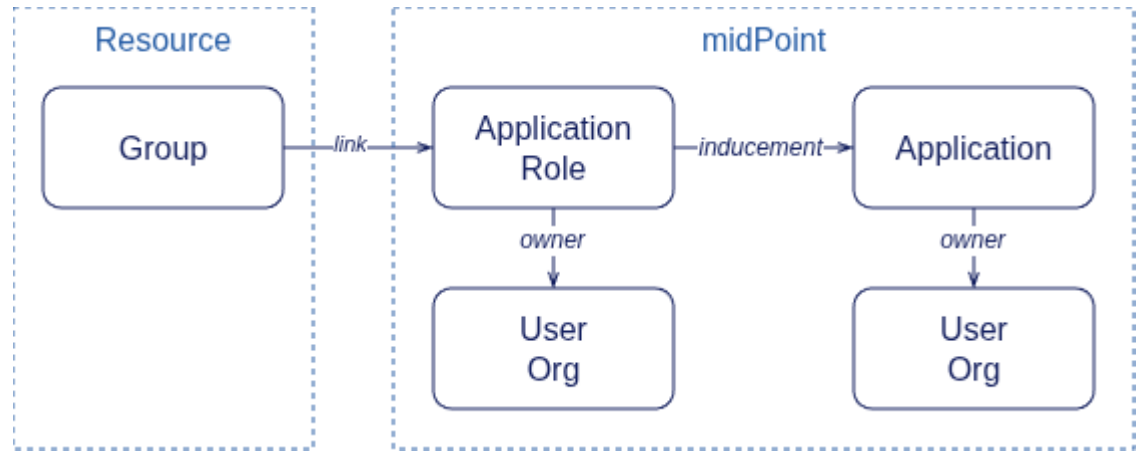 Resource
midPoint
Group
link
Application
Role
inducement
Application
owner
owner
User
Org
User
Org